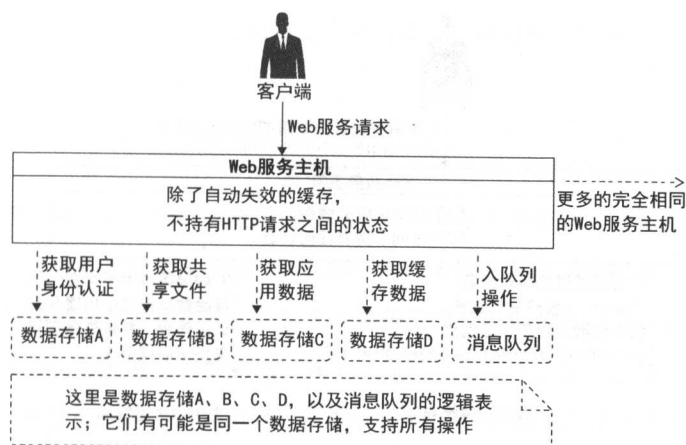 客户端
Web服务请求
Web服务主机
除了自动失效的缓存，
不持有HTTP请求之间的状态
更多的完全相同
的Web服务主机
获取用户
身份认证
获取共
享文件
获取应
用数据
获取缓
存数据
入队列
操作
数据存储A
数据存储B
数据存储C
数据存储D
消息队列
这里是数据存储A、B、C、D，以及消息队列的逻辑表
示；它们有可能是同一个数据存储，支持所有操作